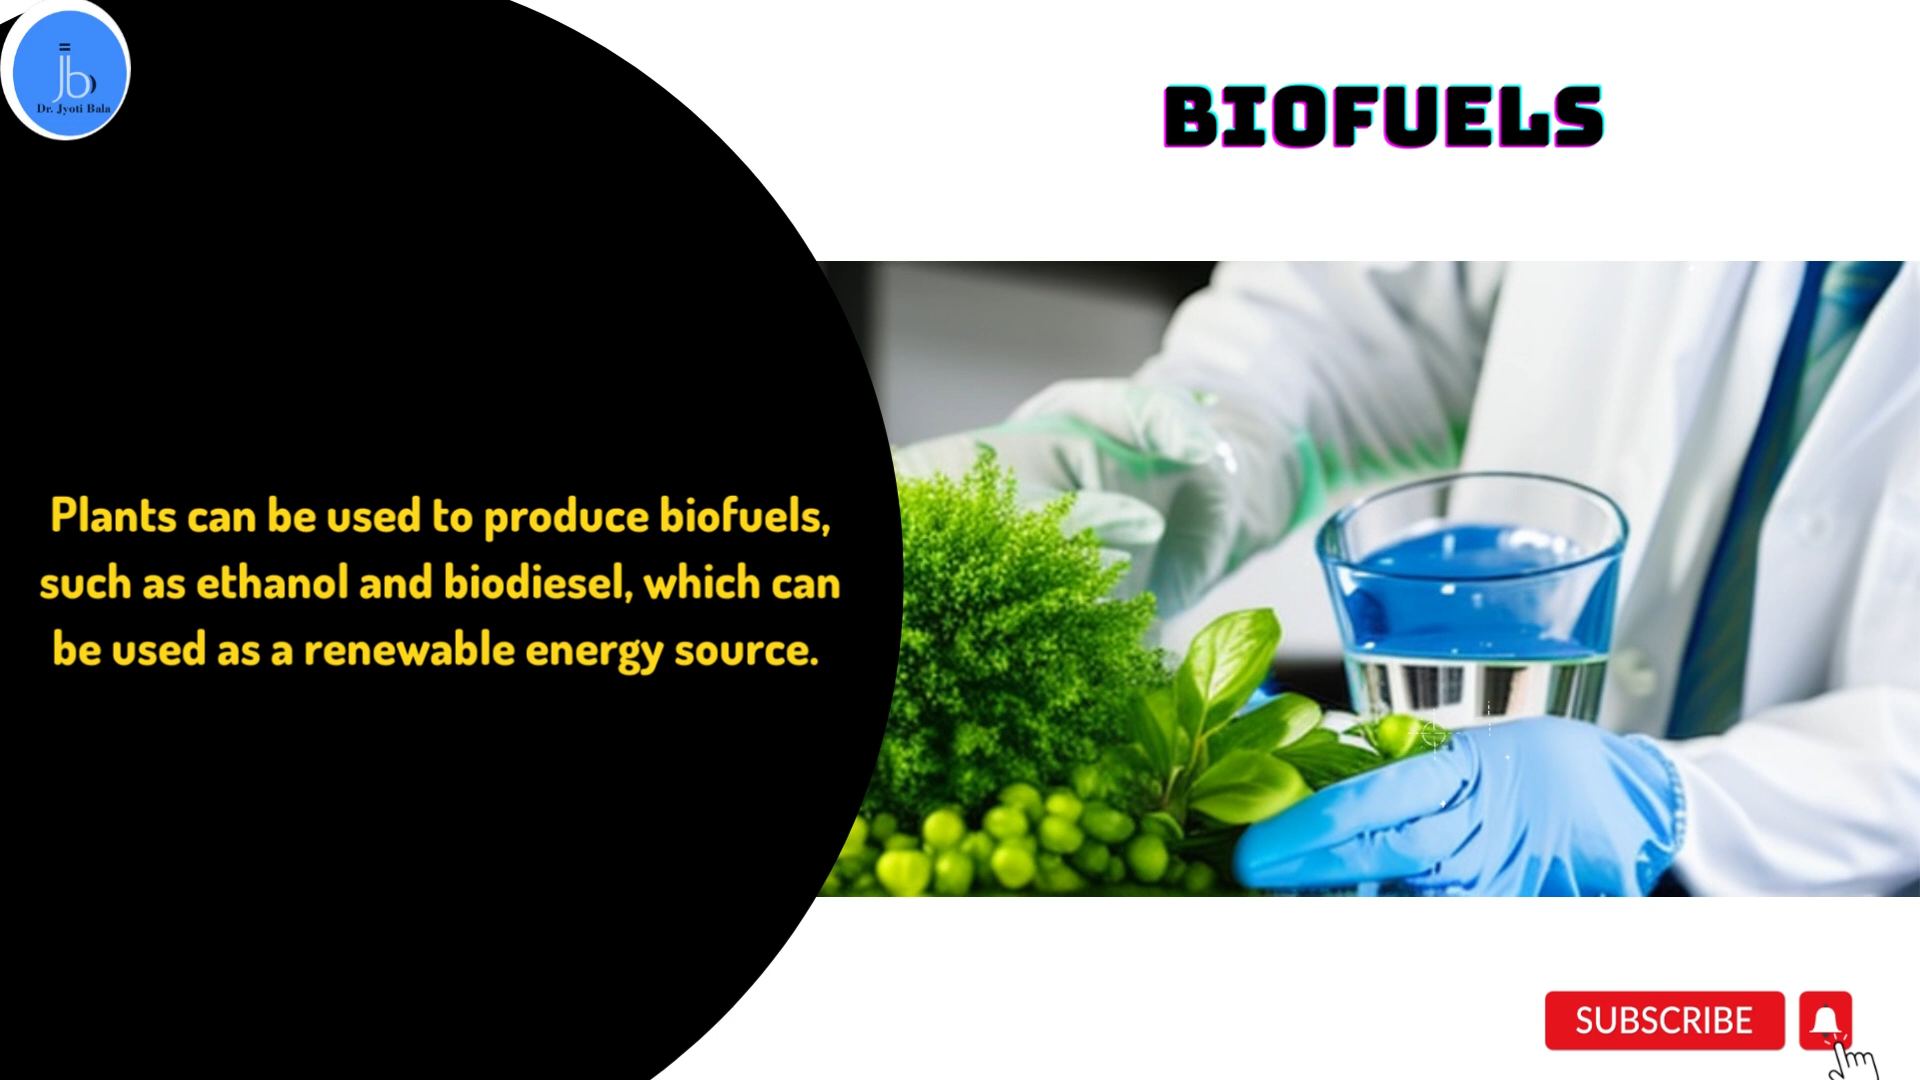 jb
Dr. Jyoti Bala
BIOFUELS
Plants can be used to produce biofuels,
such as ethanol and biodiesel, which can
be used as a renewable energy source.
SUBSCRIBE